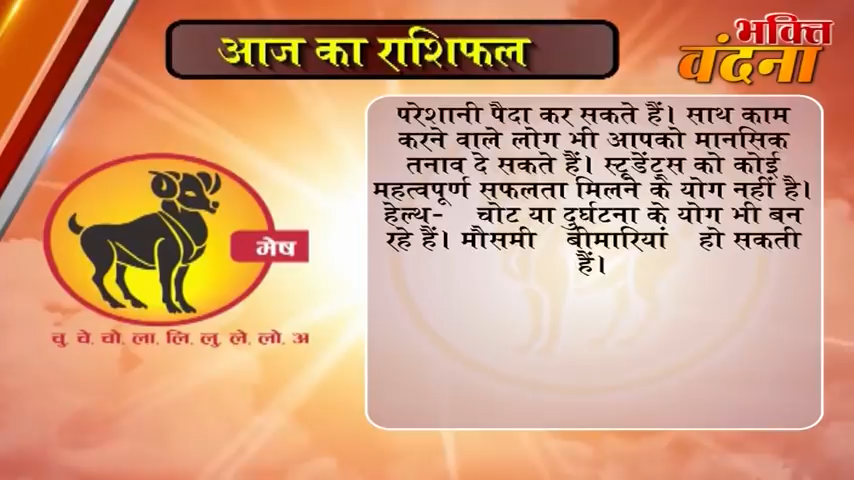 आज का राशिफल
भक्ति
वंदना
परेशानी पैदा कर सकते हैं। साथ काम
करने वाले लोग भी आपको मानसिक
तनाव दे सकते हैं। स्टूडेंट्स को कोई
महत्वपूर्ण सफलता मिलने के योग नहीं है।
हेल्थ- चोट या दुर्घटना के योग भी बन
रहे हैं। मौसमी बीमारियां हो सकती
हैं।
मेष
चु, चे, चो, ला, लि, लु, ले, लो, अ